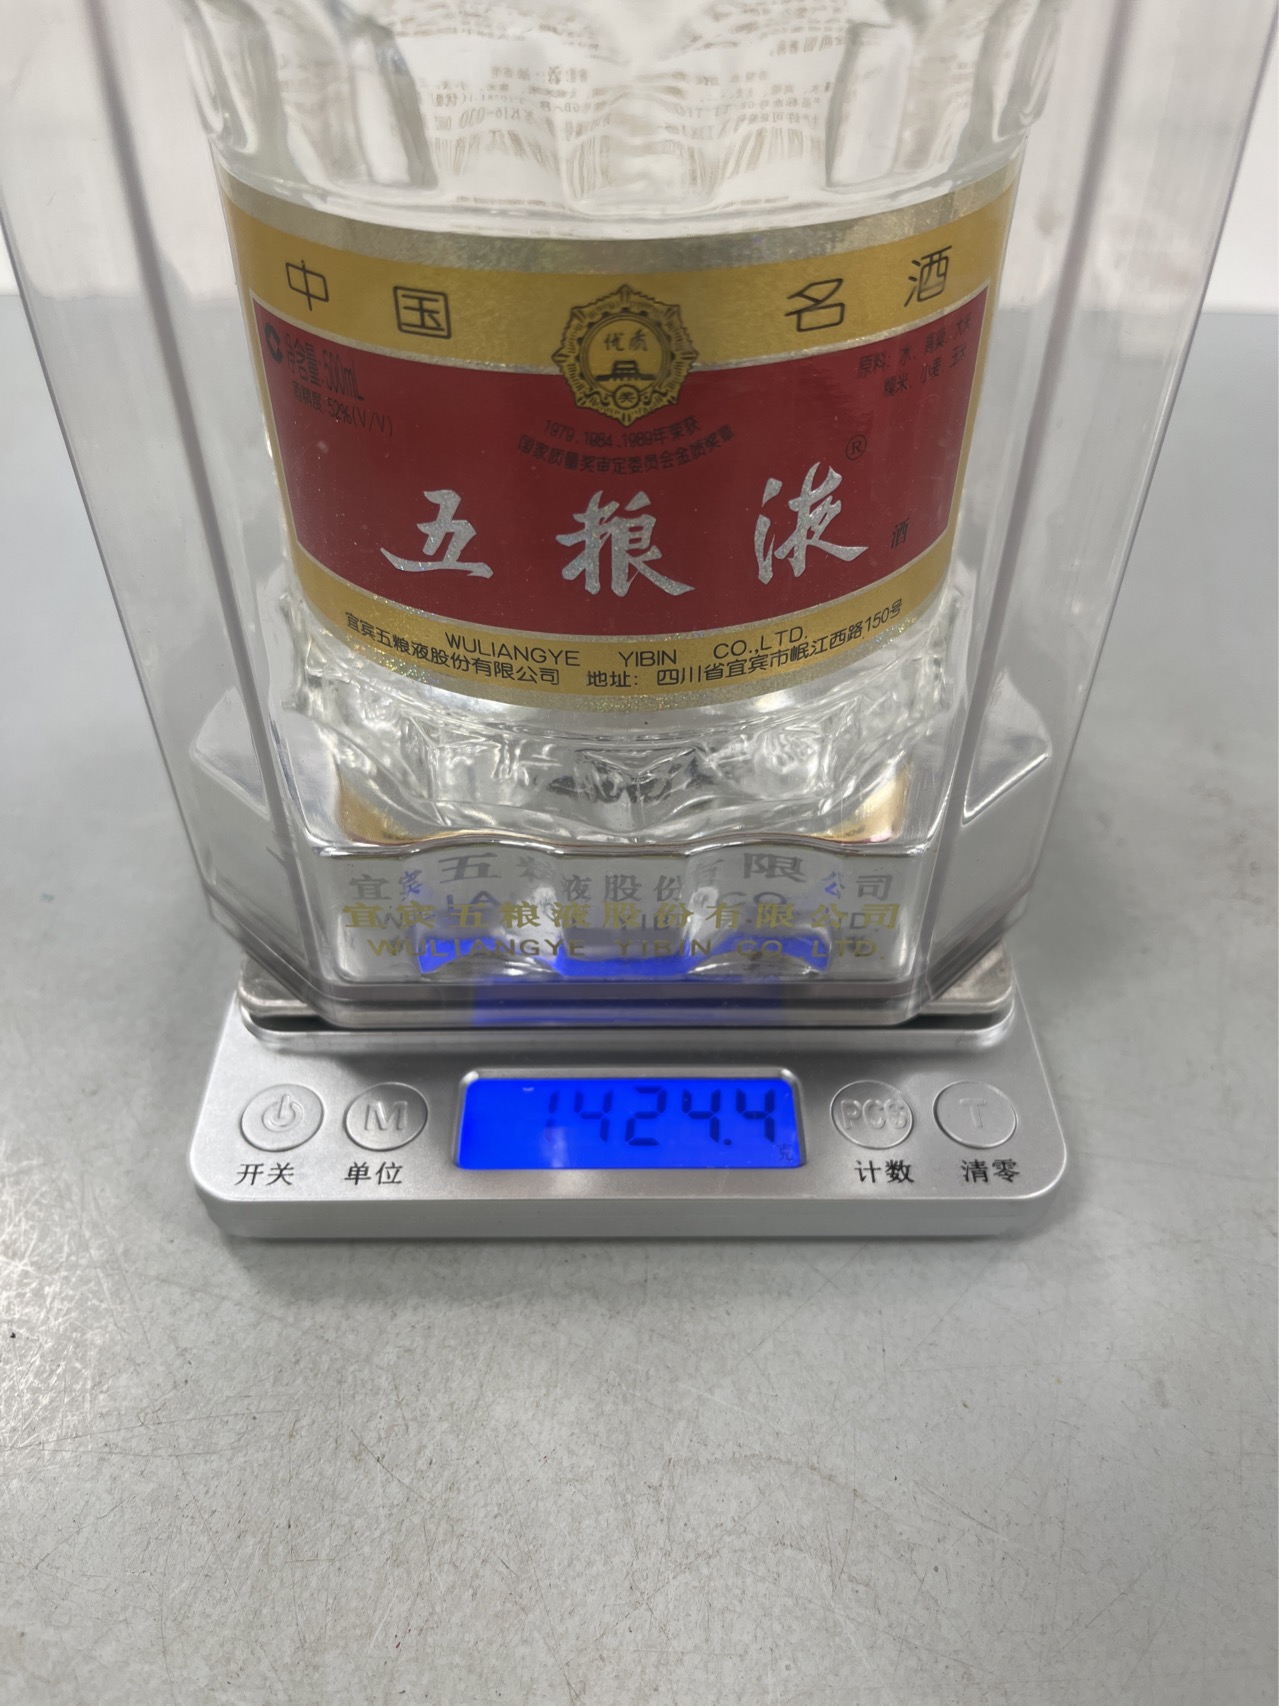 中国名酒
优质
奖
净含量:500mL
酒精度:52%(V/V)
原料:水、高粱、大米
糯米、小麦、玉米
1979.1984.1989年荣获
国家质量奖审定委员会金质奖章
五粮液®
酒
WULIANGYE YIBIN CO.,LTD.
宜宾五粮液股份有限公司 地址: 四川省宜宾市岷江西路150号
宜宾五粮液股份有限公司
WULIANGYE YIBIN CO. LTD.
1424.4
克
M
PCS
T
开关
单位
计数
清零